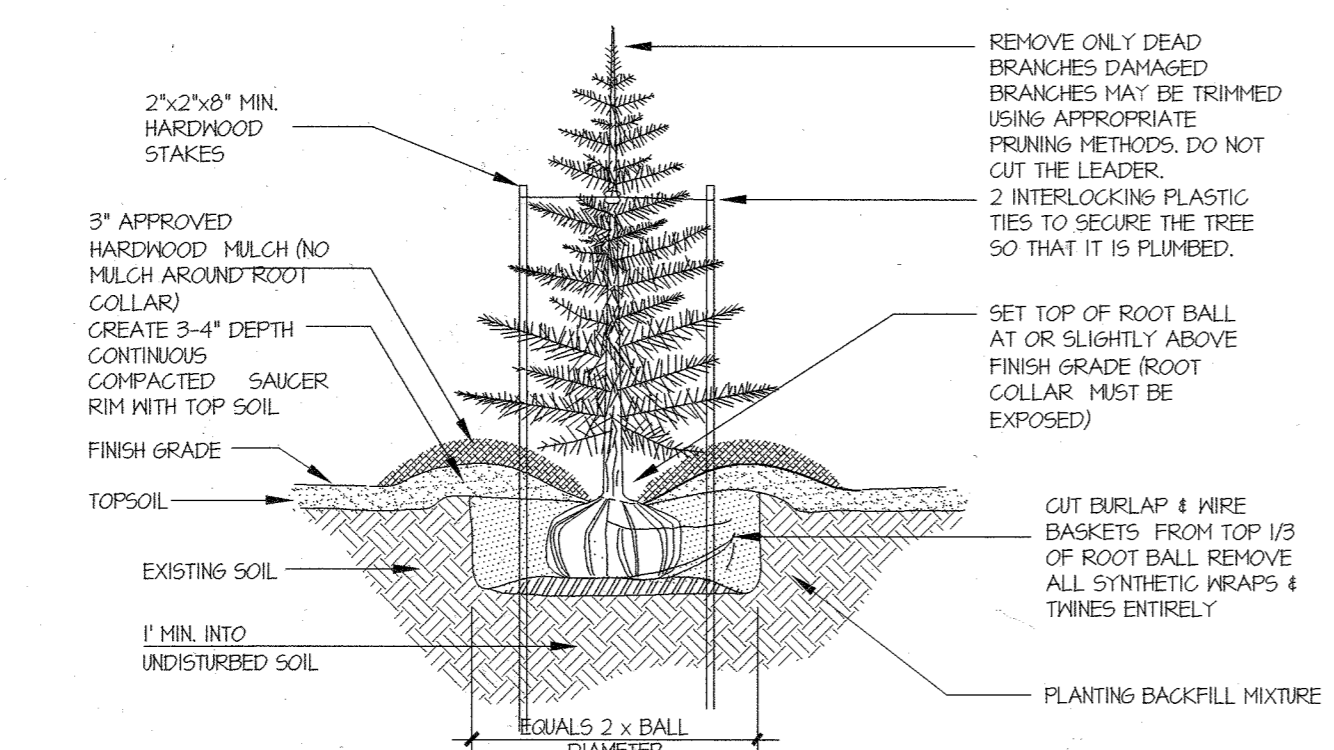 2"x2"x8" MIN.
HARDWOOD
STAKES
3" APPROVED
HARDWOOD MULCH (NO
MULCH AROUND ROOT
COLLAR)
CREATE 3-4" DEPTH
CONTINUOUS
COMPACTED SAUCER
RIM WITH TOP SOIL
FINISH GRADE
TOPSOIL
EXISTING SOIL
1' MIN. INTO
UNDISTURBED SOIL
REMOVE ONLY DEAD
BRANCHES DAMAGED
BRANCHES MAY BE TRIMMED
USING APPROPRIATE
PRUNING METHODS. DO NOT
CUT THE LEADER.
2 INTERLOCKING PLASTIC
TIES TO SECURE THE TREE
SO THAT IT IS PLUMBED.
SET TOP OF ROOT BALL
AT OR SLIGHTLY ABOVE
FINISH GRADE (ROOT
COLLAR MUST BE
EXPOSED)
CUT BURLAP & WIRE
BASKETS FROM TOP 1/3
OF ROOT BALL REMOVE
ALL SYNTHETIC WRAPS &
TWINES ENTIRELY
PLANTING BACKFILL MIXTURE
EQUALS 2 x BALL
DIAMETER